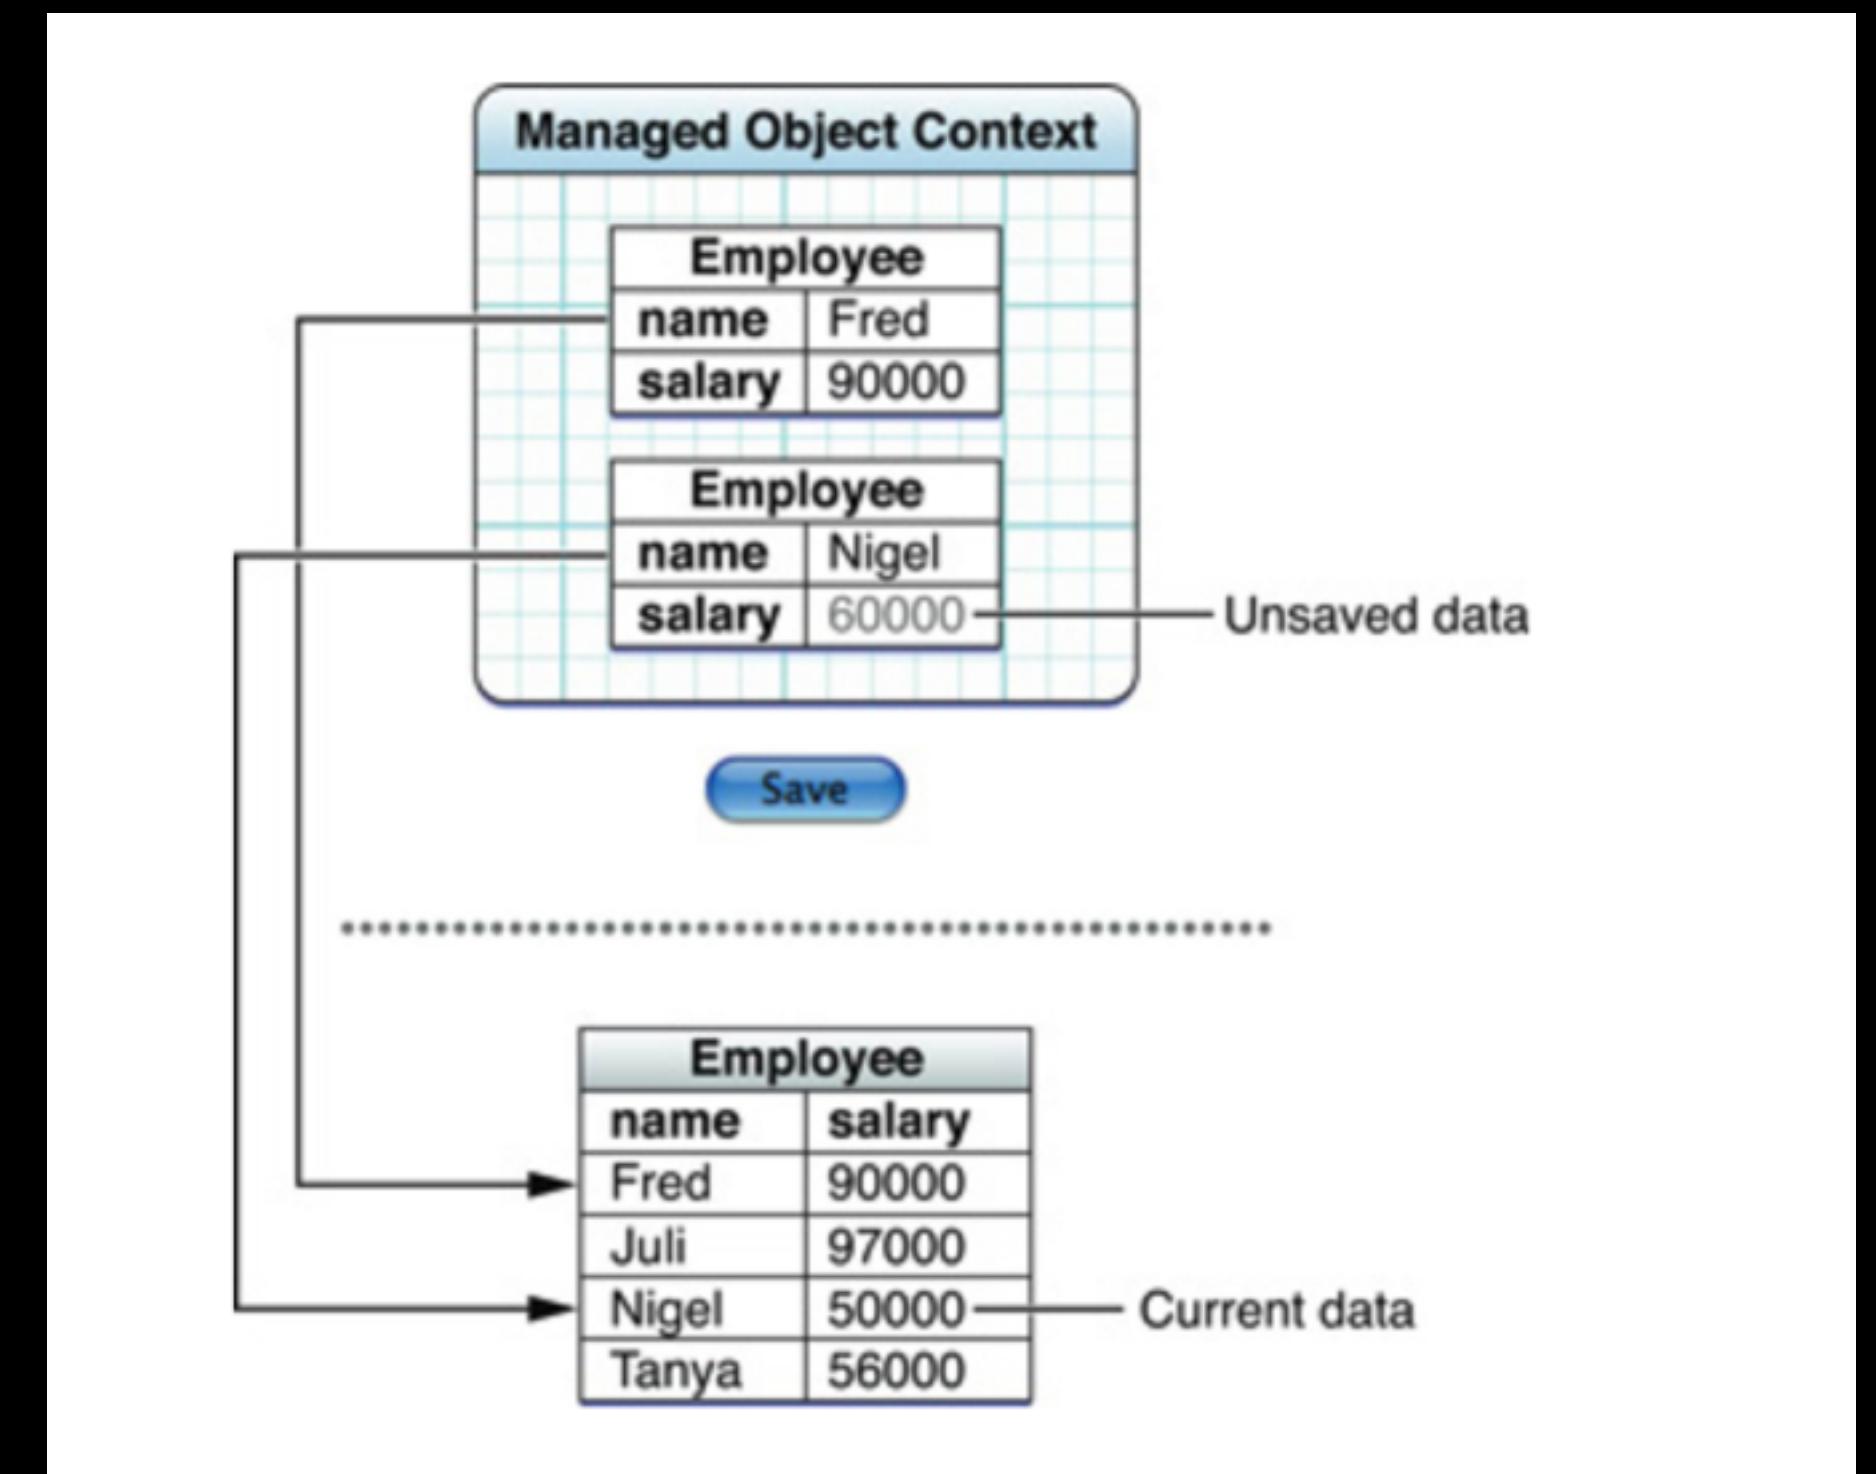 Managed Object Context
Employee
name Fred
salary 90000
Employee
name Nigel
salary 60000 Unsaved data
Save
Employee
name salary
Fred 90000
Juli 97000
Nigel 50000 Current data
Tanya 56000